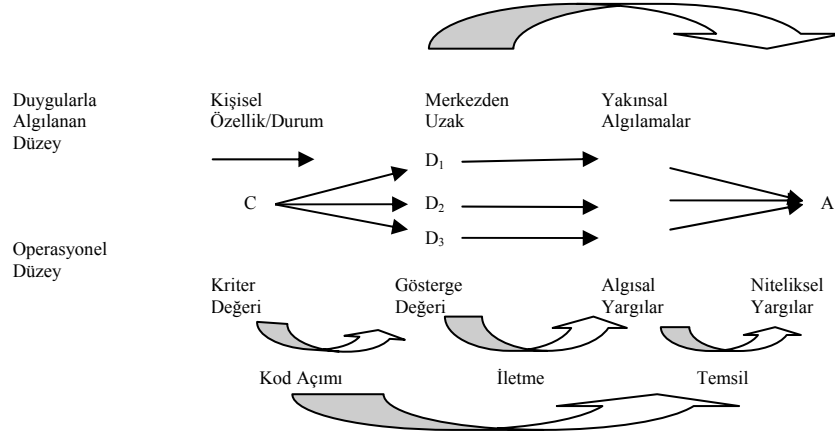 Duygularla
Algılanan
Düzey
Kişisel
Özellik/Durum
Merkezden
Uzak
Yakınsal
Algılamalar
D₁
C
D₂
A
D₃
Operasyonel
Düzey
Kriter
Değeri
Gösterge
Değeri
Algısal
Yargılar
Niteliksel
Yargılar
Kod Açımı
İletme
Temsil